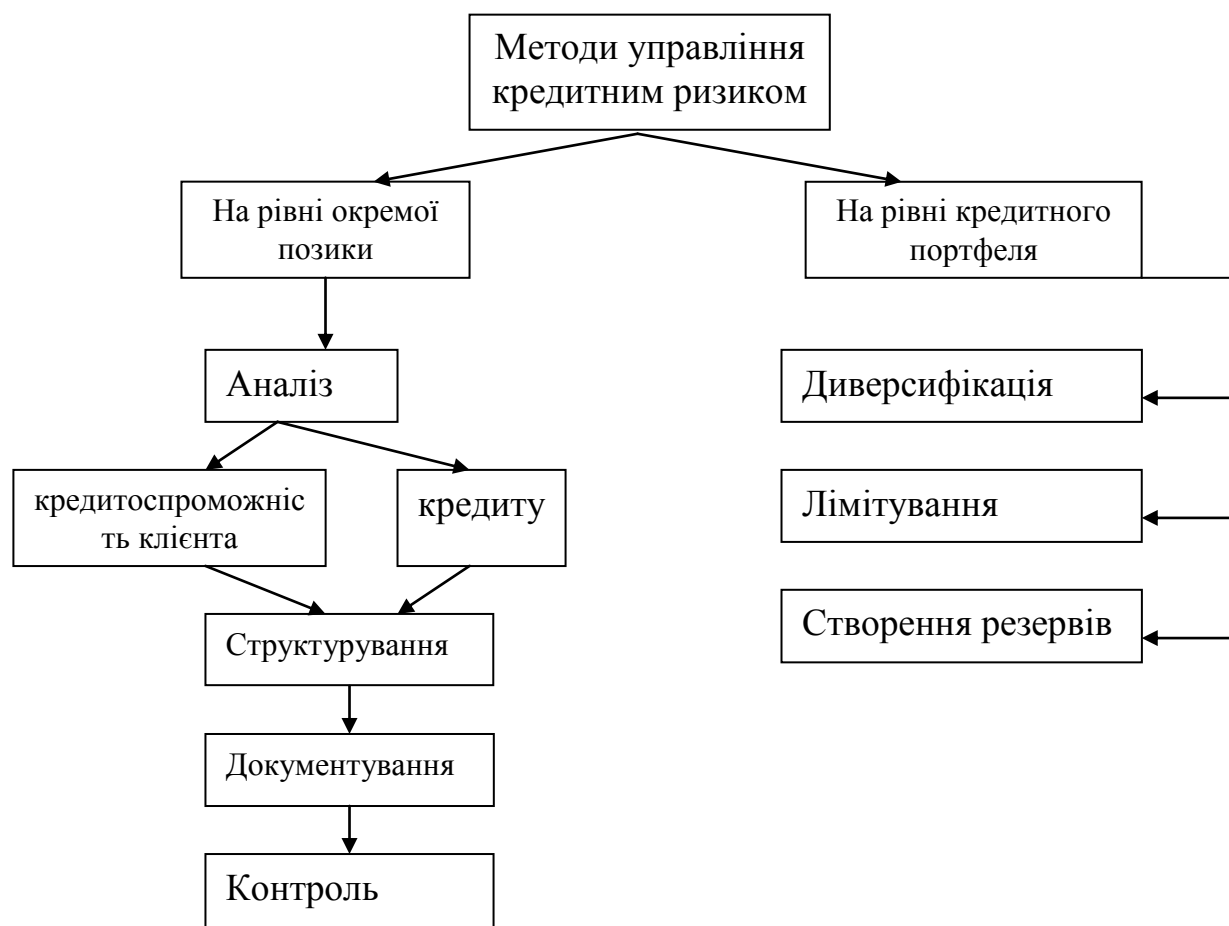 Методи управління
кредитним ризиком
На рівні окремої
позики
На рівні кредитного
портфеля
Аналіз
Диверсифікація
кредитоспроможніс
ть клієнта
кредиту
Лімітування
Структурування
Створення резервів
Документування
Контроль